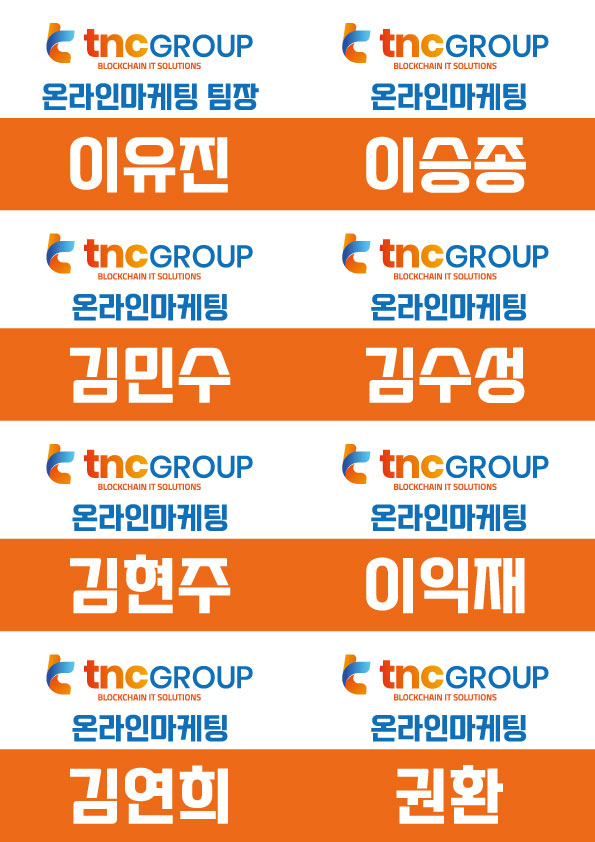 tncGROUP
BLOCKCHAIN IT SOLUTIONS
온라인마케팅 팀장
이유진
tncGROUP
BLOCKCHAIN IT SOLUTIONS
온라인마케팅
이승종
tncGROUP
BLOCKCHAIN IT SOLUTIONS
온라인마케팅
김민수
tncGROUP
BLOCKCHAIN IT SOLUTIONS
온라인마케팅
김수성
tncGROUP
BLOCKCHAIN IT SOLUTIONS
온라인마케팅
김현주
tncGROUP
BLOCKCHAIN IT SOLUTIONS
온라인마케팅
이익재
tncGROUP
BLOCKCHAIN IT SOLUTIONS
온라인마케팅
김연희
tncGROUP
BLOCKCHAIN IT SOLUTIONS
온라인마케팅
권환